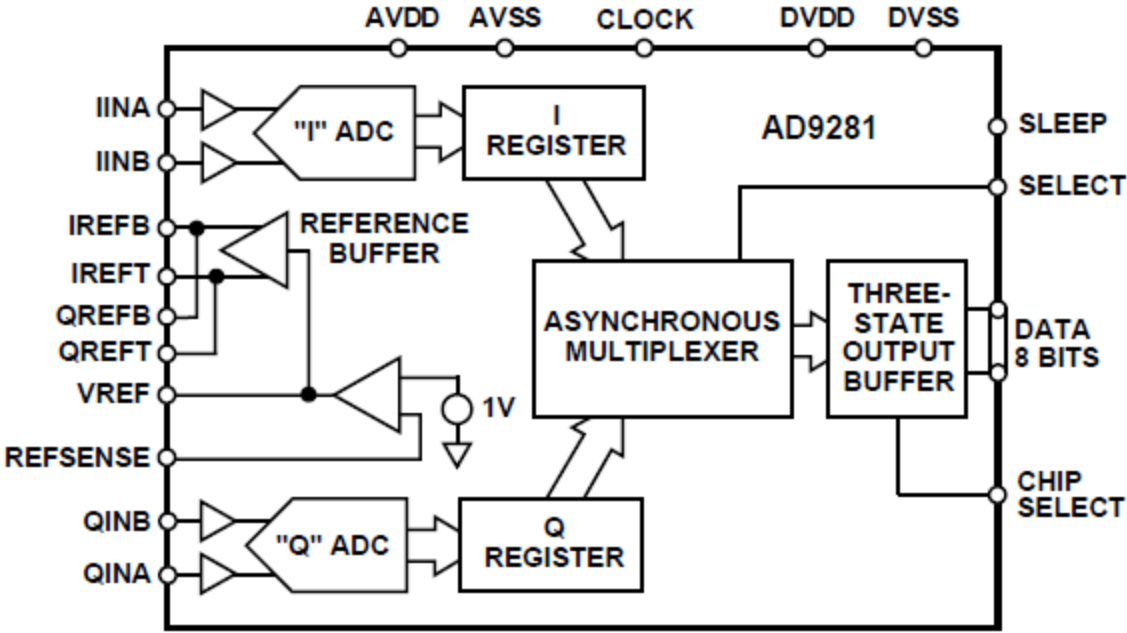 AVDD AVSS CLOCK DVDD DVSS
IINA
IINB
"I" ADC
I
REGISTER
AD9281
SLEEP
SELECT
IREFB
IREFT
QREFB
QREFT
VREF
REFSENSE
REFERENCE
BUFFER
1V
ASYNCHRONOUS
MULTIPLEXER
THREE-
STATE
OUTPUT
BUFFER
DATA
8 BITS
CHIP
SELECT
QINB
QINA
"Q" ADC
Q
REGISTER